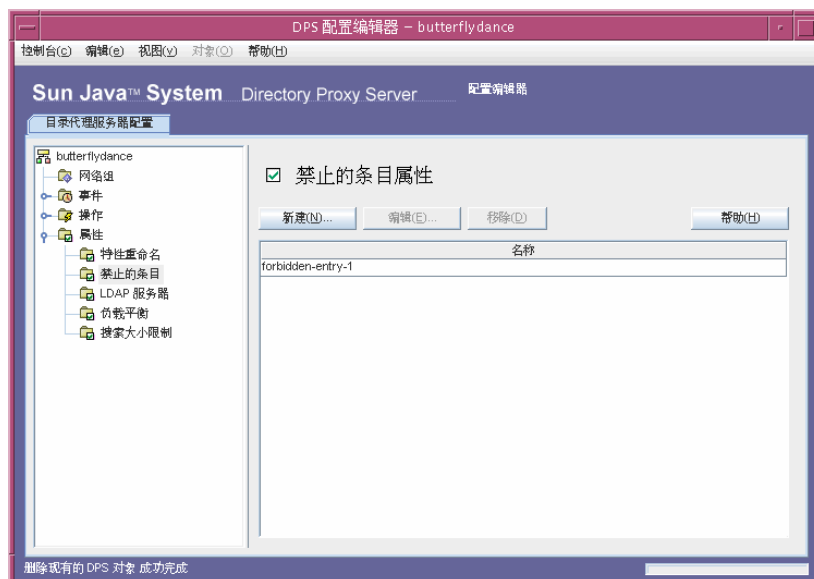 DPS 配置编辑器 – butterflydance
控制台(c) 编辑(e) 视图(v) 对象(O) 帮助(H)
Sun Java™ System Directory Proxy Server 配置编辑器
目录代理服务器配置
butterflydance
网络组
事件
操作
属性
特性重命名
禁止的条目
LDAP 服务器
负载平衡
搜索大小限制
禁止的条目属性
新建(N)... 编辑(E)... 移除(D) 帮助(H)
名称
forbidden-entry-1
删除现有的 DPS 对象 成功完成